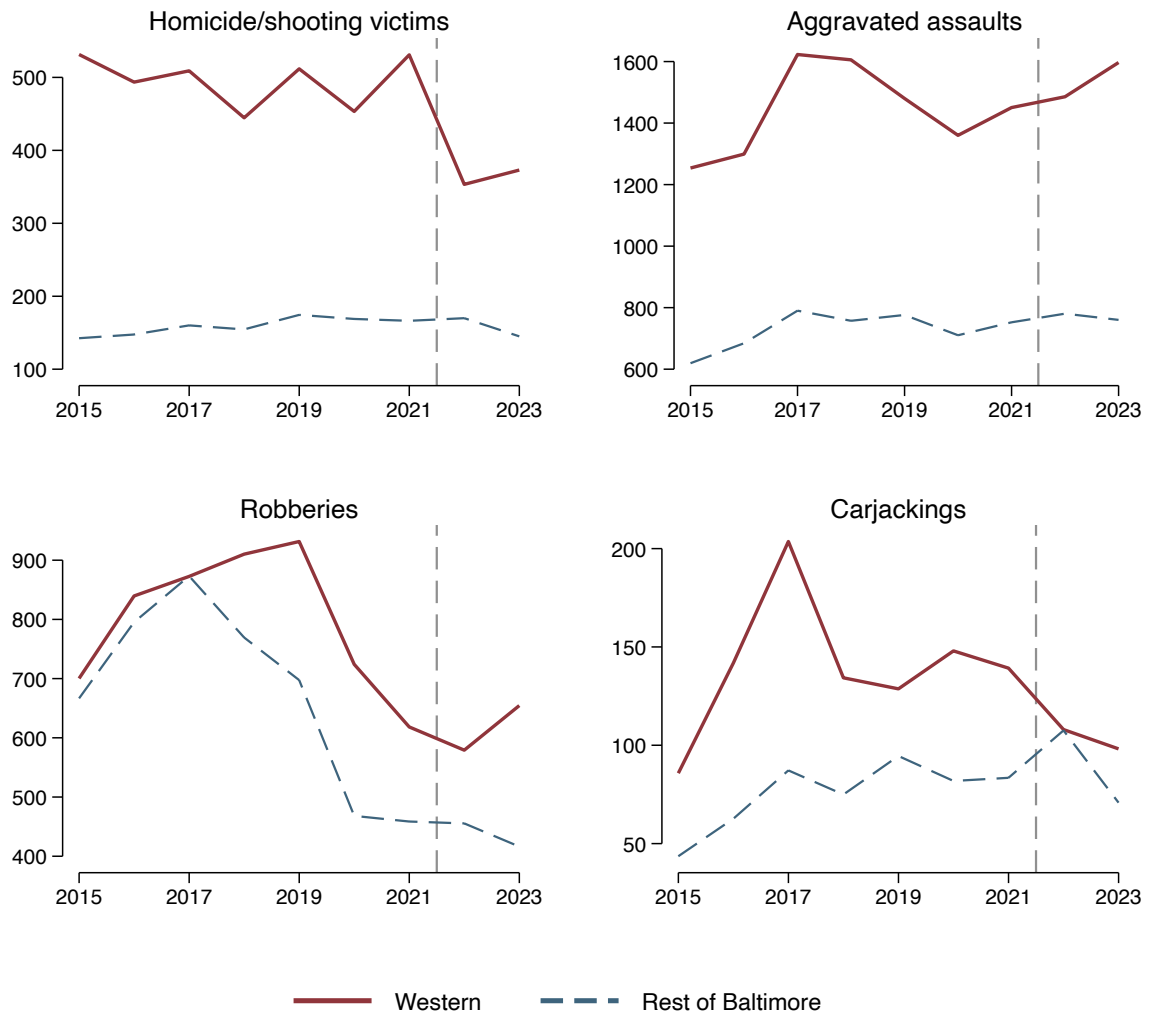 Homicide/shooting victims
500
400
300
200
100
2015 2017 2019 2021 2023
Aggravated assaults
1600
1400
1200
1000
800
600
2015 2017 2019 2021 2023
Robberies
900
800
700
600
500
400
2015 2017 2019 2021 2023
Carjackings
200
150
100
50
2015 2017 2019 2021 2023
Western Rest of Baltimore